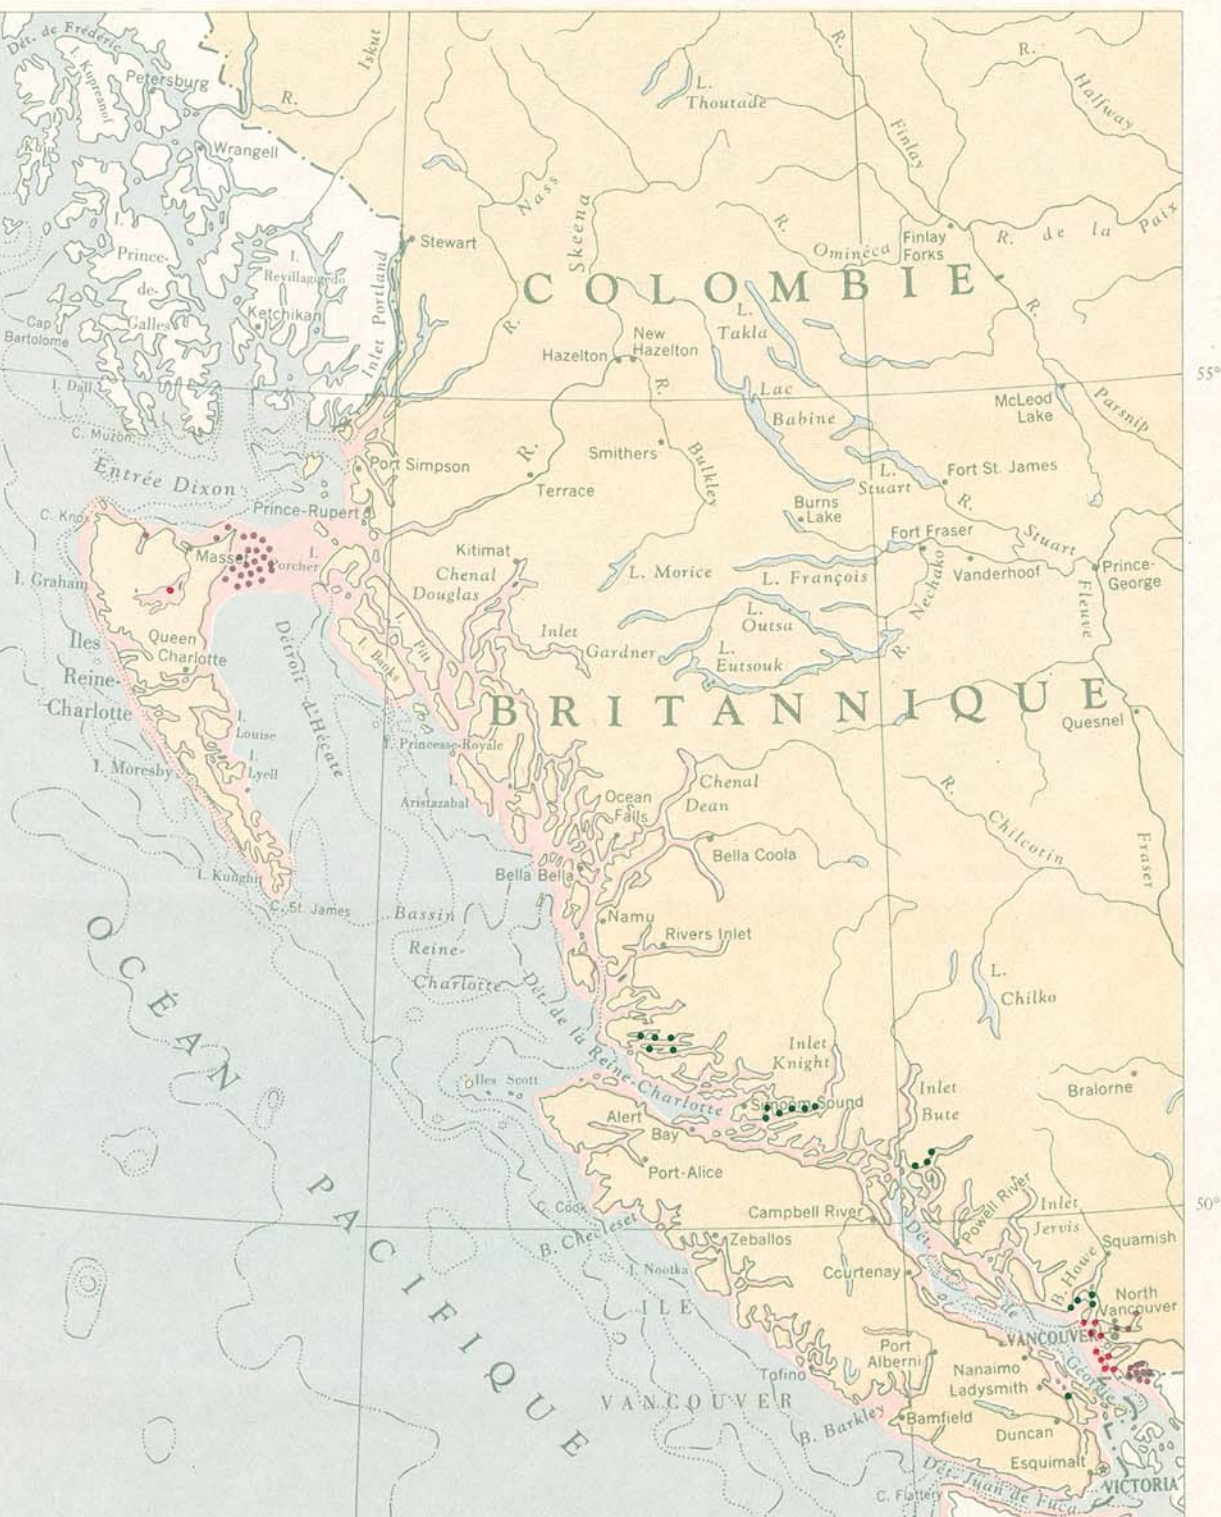 Dét. de Frédéric
I. Kupreanof
Petersburg
Kuiu
Wrangell
R.
Iskut
L.
Thoutade
R.
Finlay
R.
Halfway
Nass
Skeena
R.
Ominéca
Finlay
Forks
R. de la Paix
I.
Prince-
de-
Galles
I.
Revillagigedo
Ketchikan
Inlet Portland
Stewart
COLOMBIE
Cap
Bartolome
R.
L.
Takla
New
Hazelton
Hazelton
R.
55°
I. Dall
R.
Lac
Babine
McLeod
Lake
Parsnip
C. Muzon
Entrée Dixon
Port Simpson
R.
Smithers
Bulkley
Terrace
L.
Stuart
Fort St. James
R.
Stuart
C. Knox
Prince-Rupert
Burns
Lake
Fort Fraser
Masset
I.
Porcher
Kitimat
Chenal
Douglas
L. Morice
L. François
Nechako
Vanderhoof
Prince-
George
I. Graham
Fleuve
Iles
Reine-
Charlotte
Queen
Charlotte
Détroit d'Hécate
I. Banks
I. Pitt
Inlet
Gardner
L.
Outsa
L.
Eutsouk
R.
BRITANNIQUE
Quesnel
I.
Louise
I.
Lyell
I. Moresby
I. Princesse-Royale
I.
Aristazabal
Chenal
Dean
Ocean
Falls
R.
Chilcotin
Fraser
Bella Coola
I. Kunghit
Bella Bella
C. St. James
Bassin
Reine-
Charlotte
Namu
Rivers Inlet
L.
Chilko
OCÉAN PACIFIQUE
Dét. de la Reine-Charlotte
Iles Scott
Inlet
Knight
Simoom Sound
Inlet
Bute
Bralorne
Alert
Bay
Port-Alice
C. Cook
B. Checleset
50°
Campbell River
Powell River
Inlet
Jervis
Zeballos
Squamish
I. Nootka
Courtenay
Dét. de Georgie
B. Howe
North
Vancouver
ILE
VANCOUVER
VANCOUVER
Port
Alberni
Nanaimo
Ladysmith
Tofino
B. Barkley
Bamfield
Duncan
Esquimalt
VICTORIA
Dét. Juan de Fuca
C. Flattery